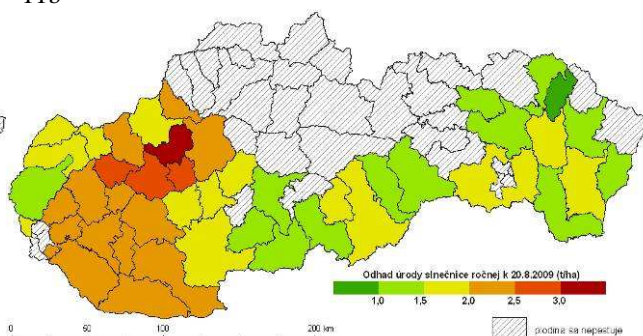 Odhad úrody slnečnice ročnej k 20.8.2009 (t/ha)
1,0 1,5 2,0 2,5 3,0
0 60 100 200 km
plodina sa nepestuje